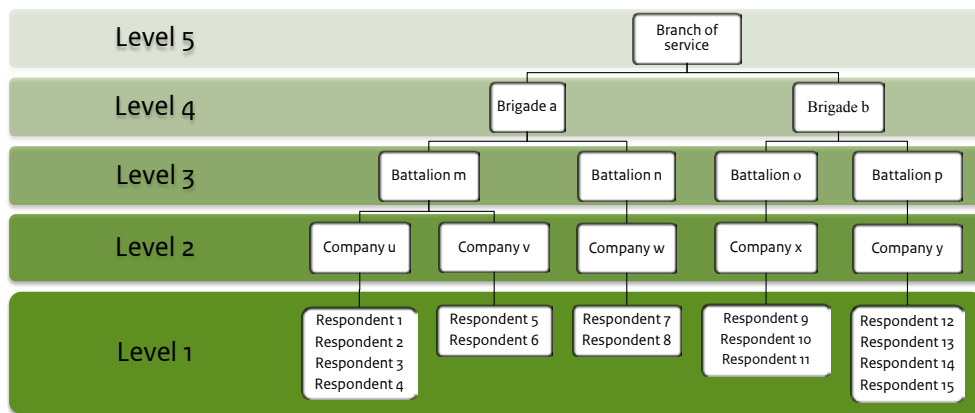 Level 5
Branch of
service
Level 4
Brigade a
Brigade b
Level 3
Battalion m
Battalion n
Battalion o
Battalion p
Level 2
Company u
Company v
Company w
Company x
Company y
Level 1
Respondent 1
Respondent 2
Respondent 3
Respondent 4
Respondent 5
Respondent 6
Respondent 7
Respondent 8
Respondent 9
Respondent 10
Respondent 11
Respondent 12
Respondent 13
Respondent 14
Respondent 15